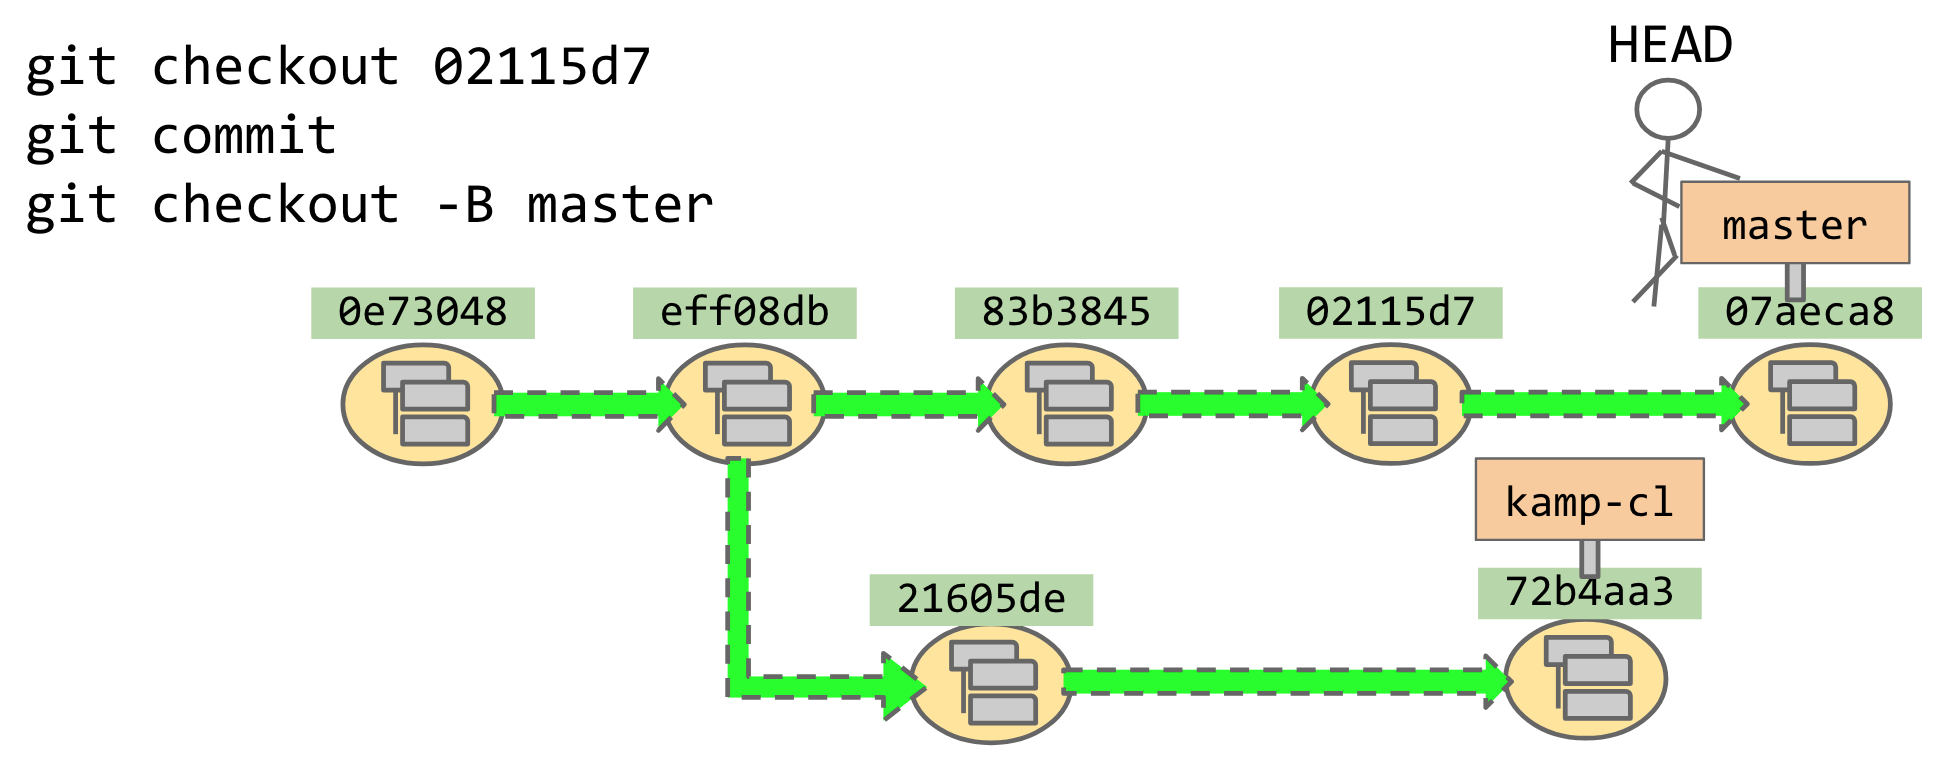 git checkout 02115d7
git commit
git checkout -B master
HEAD
master
0e73048
eff08db
83b3845
02115d7
07aeca8
kamp-cl
21605de
72b4aa3